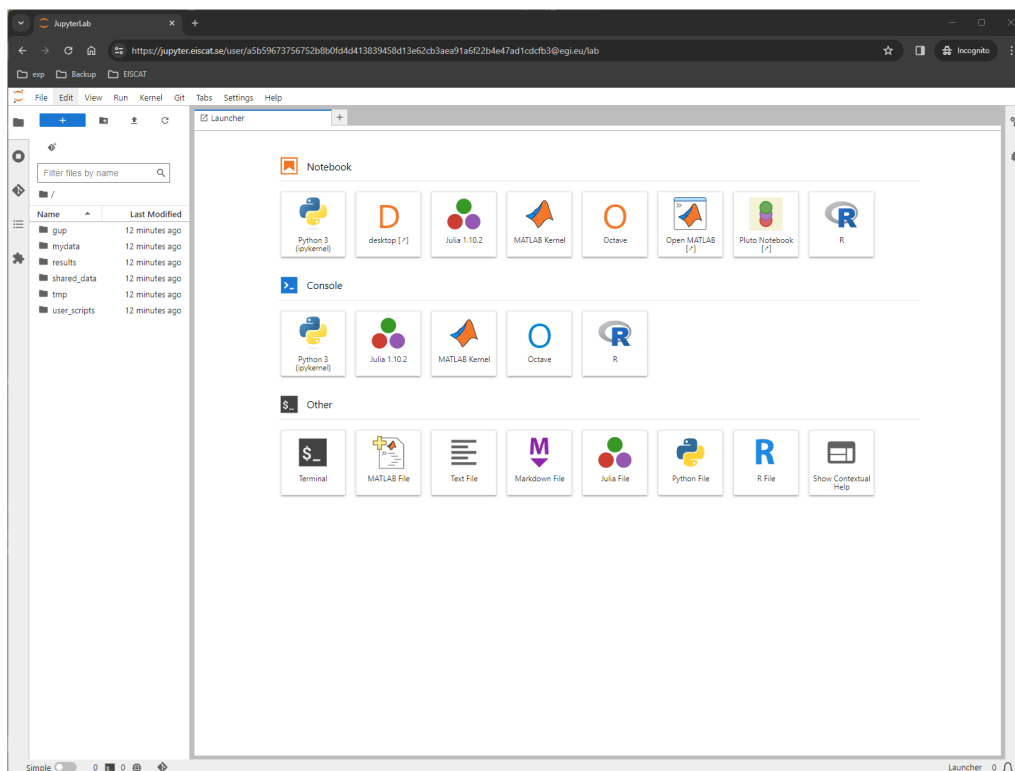 JupyterLab
https://jupyter.eiscat.se/user/a5b59673756752b8b0fd4d413839458d13e62cb3aea91a6f22b4e47ad1cdcfb3@egi.eu/lab
Incognito
exp Backup EISCAT
File Edit View Run Kernel Git Tabs Settings Help
+
Launcher
+
Filter files by name
/
Name Last Modified
gup 12 minutes ago
mydata 12 minutes ago
results 12 minutes ago
shared_data 12 minutes ago
tmp 12 minutes ago
user_scripts 12 minutes ago
Notebook
Python 3 (ipykernel)
D desktop [↗]
Julia 1.10.2
MATLAB Kernel
O Octave
Open MATLAB [↗]
Pluto Notebook [↗]
R R
Console
Python 3 (ipykernel)
Julia 1.10.2
MATLAB Kernel
O Octave
R R
$_ Other
$_ Terminal
MATLAB File
Text File
M Markdown File
Julia File
Python File
R R File
Show Contextual Help
Simple 0 $_ 0
Launcher 0